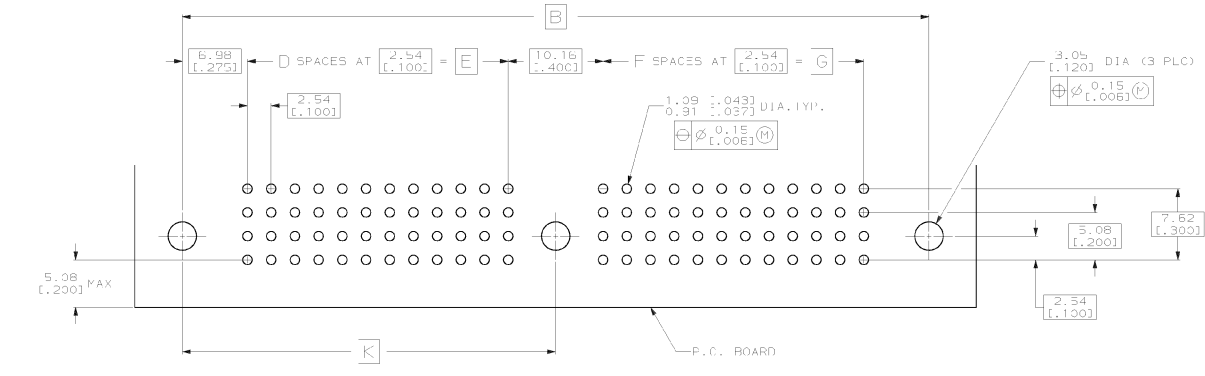 B
6.98
[.275]
D SPACES AT 2.54 [.100] = E
10.16
[.400]
F SPACES AT 2.54 [.100] = G
3.05
[.120] DIA (3 PLC)
⌖ ⌀ 0.15 [.006] Ⓜ
2.54
[.100]
1.09 [.043]
0.91 [.037] DIA.TYP.
⌖ ⌀ 0.15 [.006] Ⓜ
7.62
[.300]
5.08
[.200]
5.08
[.200] MAX
2.54
[.100]
K
P.C. BOARD